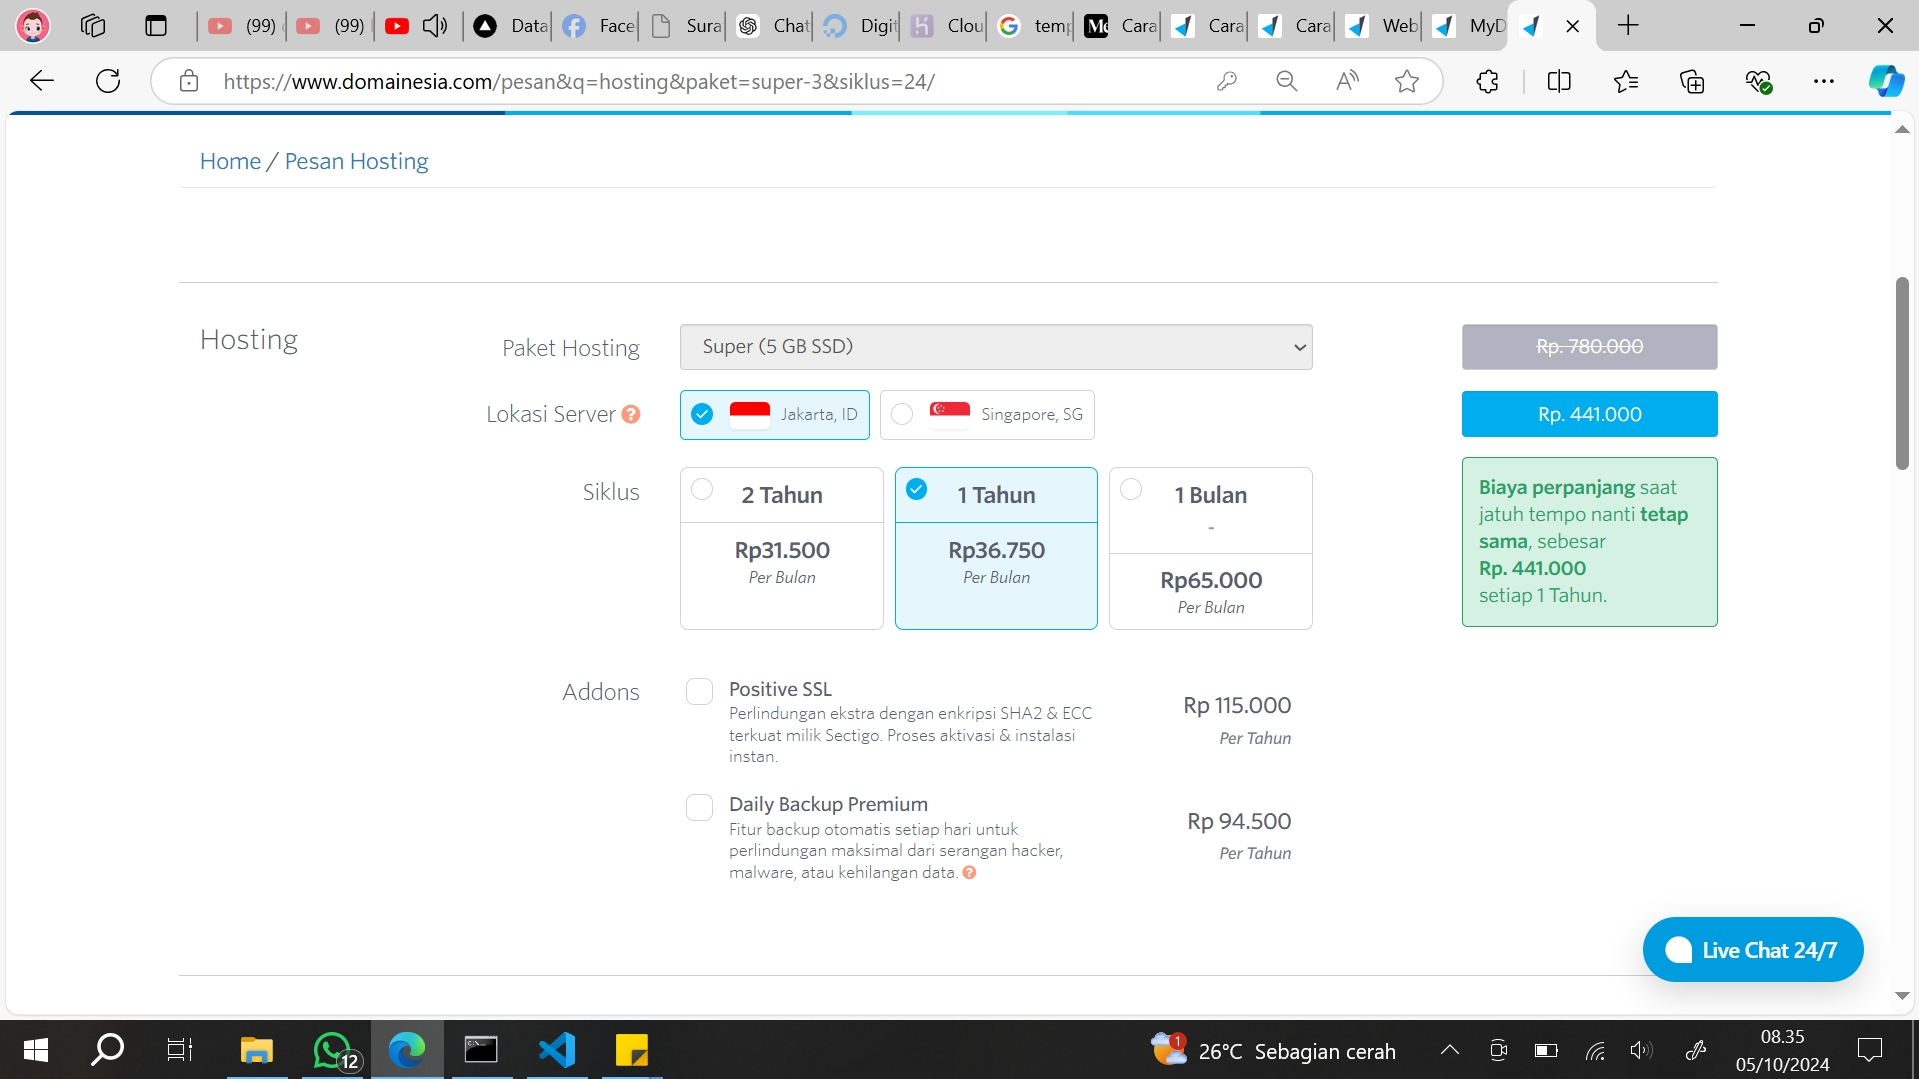 (99)
(99)
Data
Face
Sura
Chat
Digit
Clou
temp
Cara
Cara
Cara
Web
MyD
https://www.domainesia.com/pesan&q=hosting&paket=super-3&siklus=24/
Home / Pesan Hosting
Hosting
Paket Hosting
Super (5 GB SSD)
Rp. 780.000
Lokasi Server ?
Jakarta, ID
Singapore, SG
Rp. 441.000
Siklus
2 Tahun
Rp31.500
Per Bulan
1 Tahun
Rp36.750
Per Bulan
1 Bulan
-
Rp65.000
Per Bulan
Biaya perpanjang saat
jatuh tempo nanti tetap
sama, sebesar
Rp. 441.000
setiap 1 Tahun.
Addons
Positive SSL
Perlindungan ekstra dengan enkripsi SHA2 & ECC
terkuat milik Sectigo. Proses aktivasi & instalasi
instan.
Rp 115.000
Per Tahun
Daily Backup Premium
Fitur backup otomatis setiap hari untuk
perlindungan maksimal dari serangan hacker,
malware, atau kehilangan data. ?
Rp 94.500
Per Tahun
Live Chat 24/7
12
1
26°C Sebagian cerah
08.35
05/10/2024